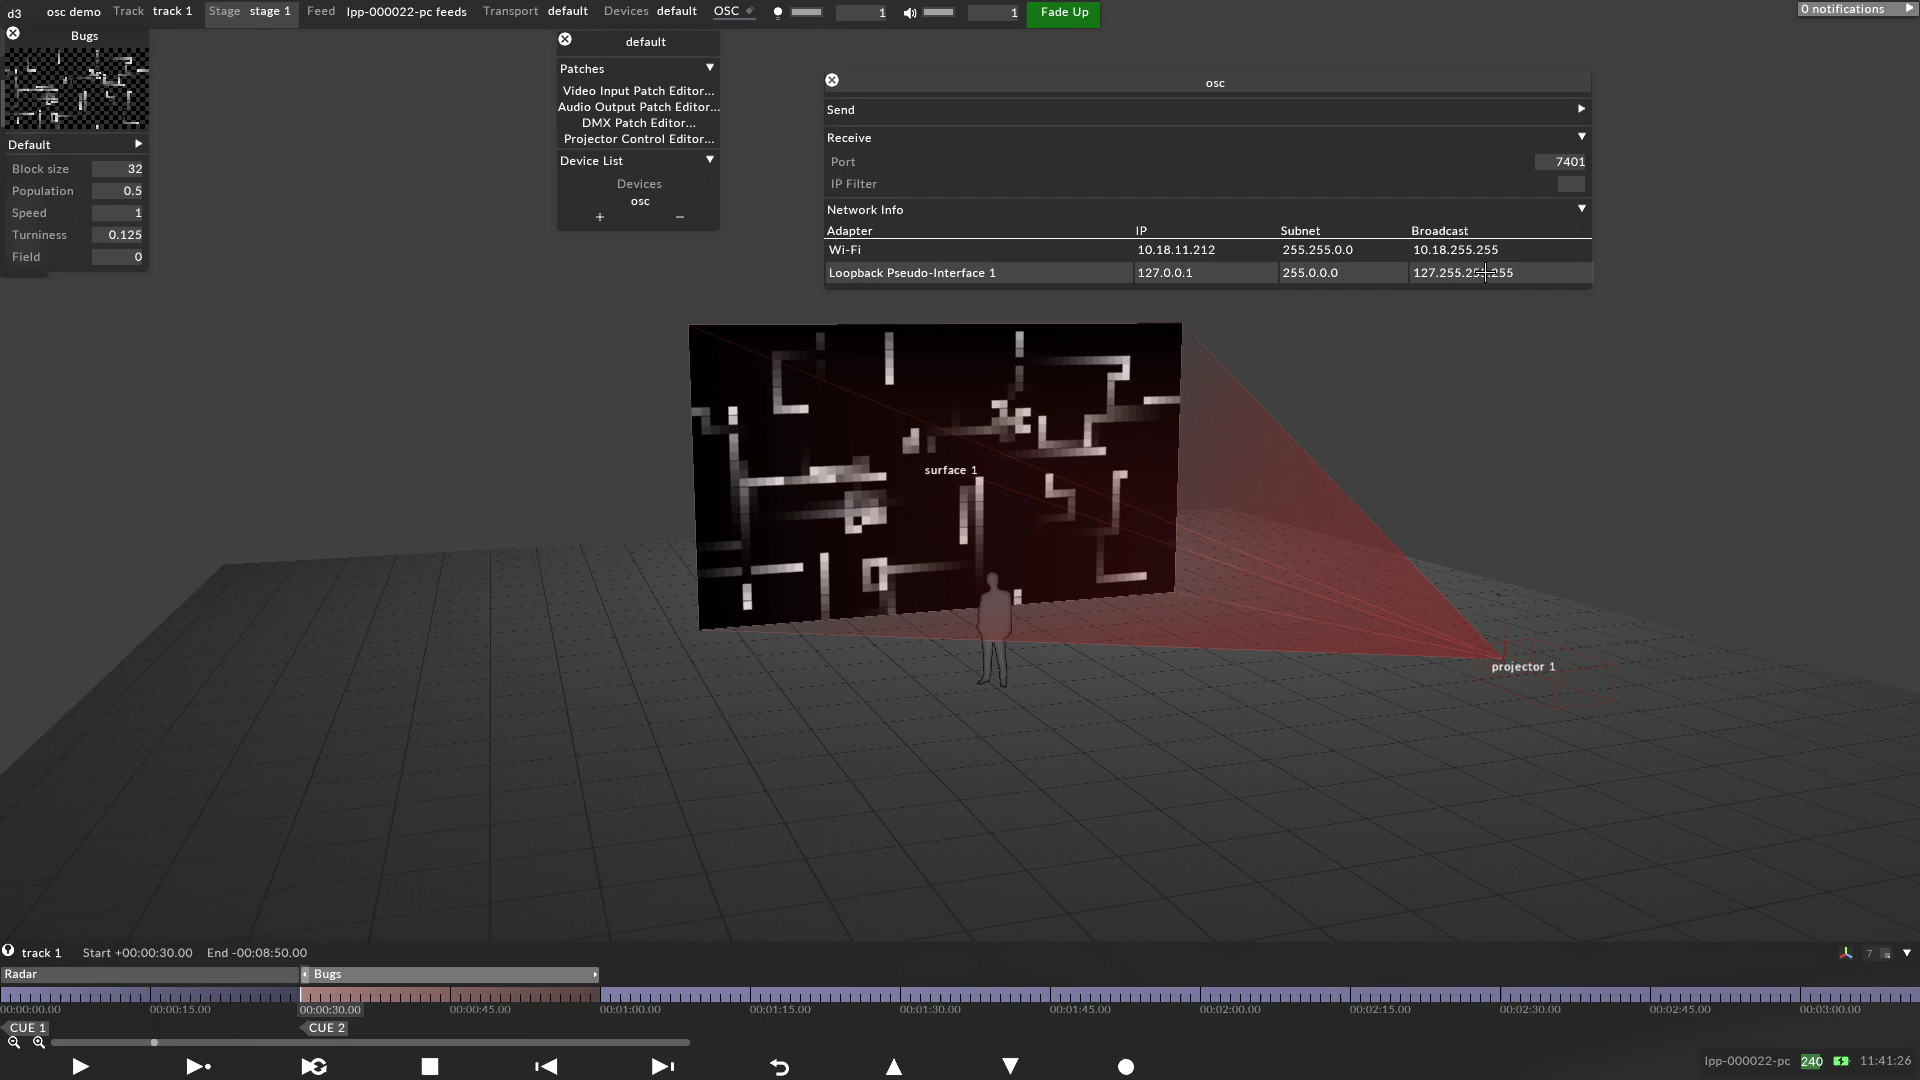 d3 osc demo Track track 1 Stage stage 1 Feed lpp-000022-pc feeds Transport default Devices default OSC 1 1 Fade Up 0 notifications
Bugs
Default
Block size 32
Population 0.5
Speed 1
Turniness 0.125
Field 0
default
Patches
Video Input Patch Editor...
Audio Output Patch Editor...
DMX Patch Editor...
Projector Control Editor...
Device List
Devices
osc
+ −
osc
Send
Receive
Port 7401
IP Filter
Network Info
Adapter IP Subnet Broadcast
Wi-Fi 10.18.11.212 255.255.0.0 10.18.255.255
Loopback Pseudo-Interface 1 127.0.0.1 255.0.0.0 127.255.255.255
surface 1
projector 1
track 1 Start +00:00:30.00 End -00:08:50.00 7
Radar Bugs
00:00:00.00 00:00:15.00 00:00:30.00 00:00:45.00 00:01:00.00 00:01:15.00 00:01:30.00 00:01:45.00 00:02:00.00 00:02:15.00 00:02:30.00 00:02:45.00 00:03:00.00
CUE 1 CUE 2
lpp-000022-pc 240 11:41:26